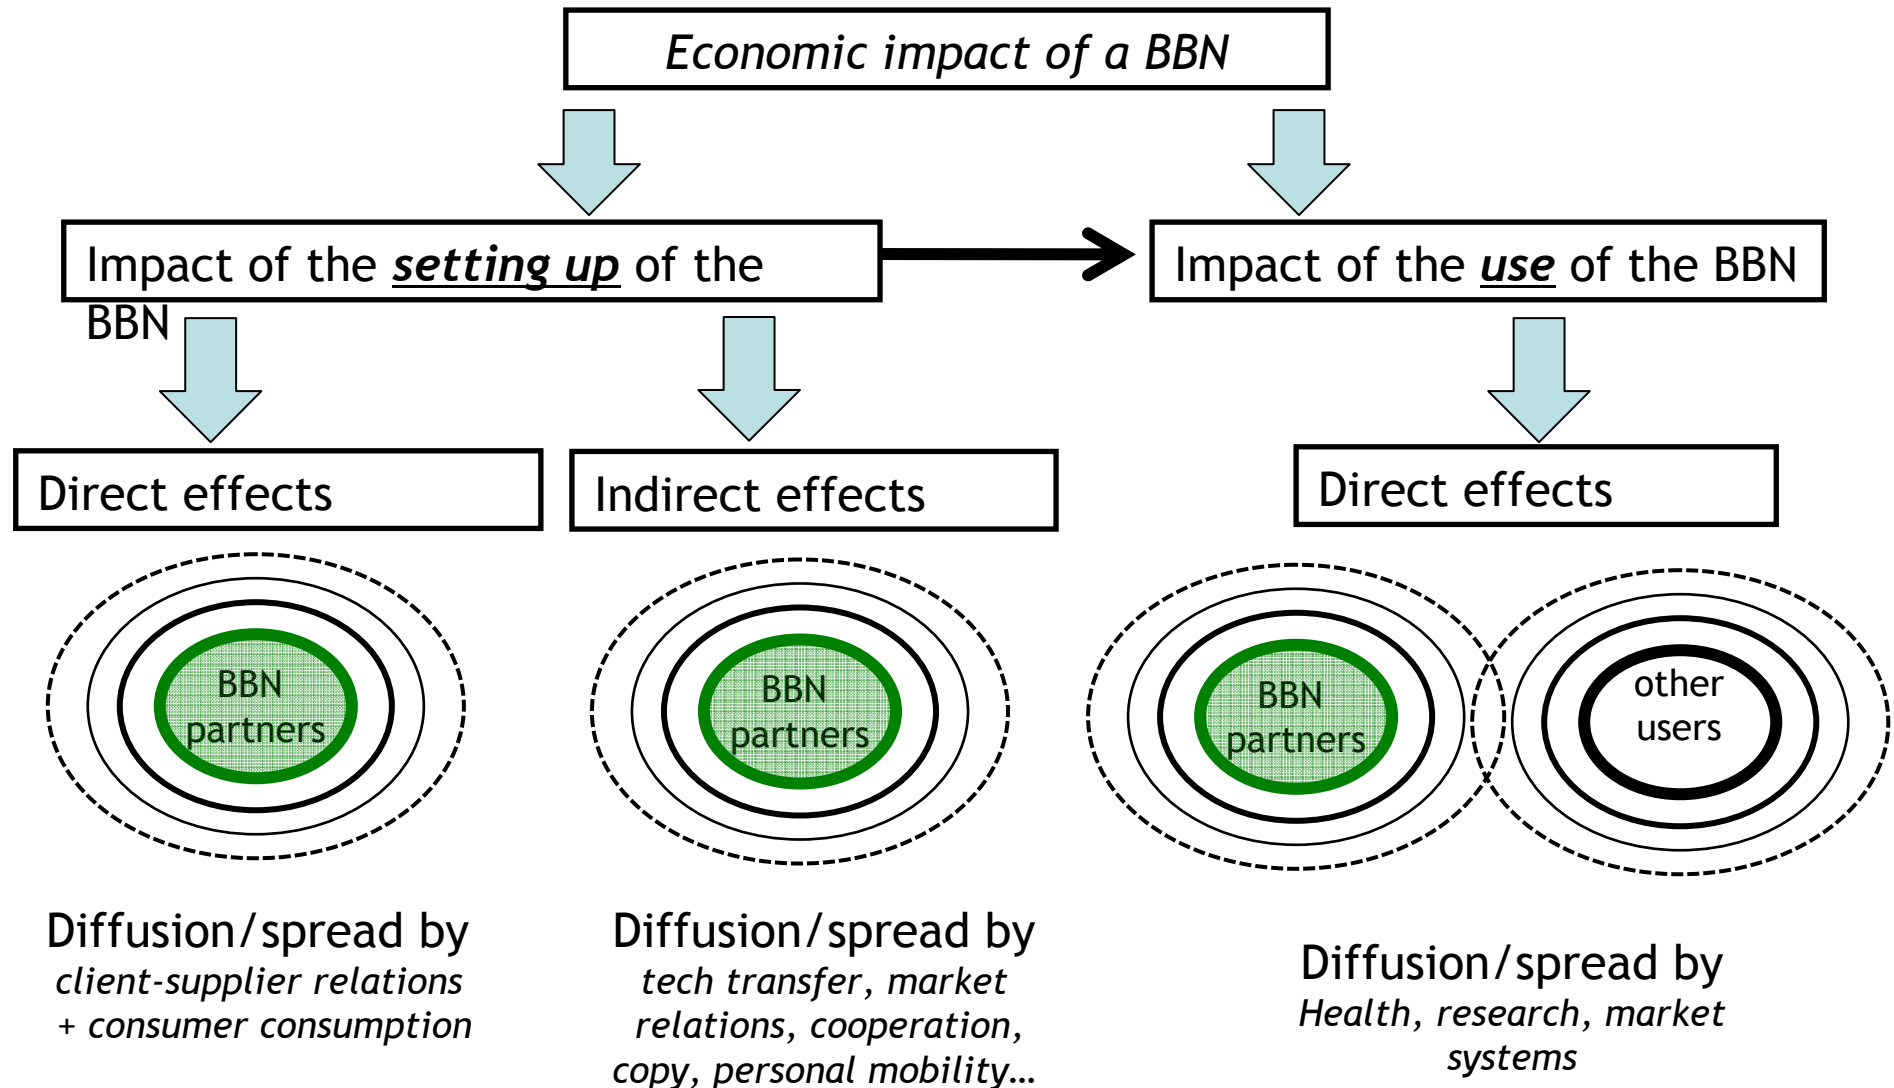 Economic impact of a BBN
Impact of the setting up of the
BBN
Impact of the use of the BBN
Direct effects
Indirect effects
Direct effects
BBN
partners
BBN
partners
BBN
partners
other
users
Diffusion/spread by
client-supplier relations
+ consumer consumption
Diffusion/spread by
tech transfer, market
relations, cooperation,
copy, personal mobility…
Diffusion/spread by
Health, research, market
systems